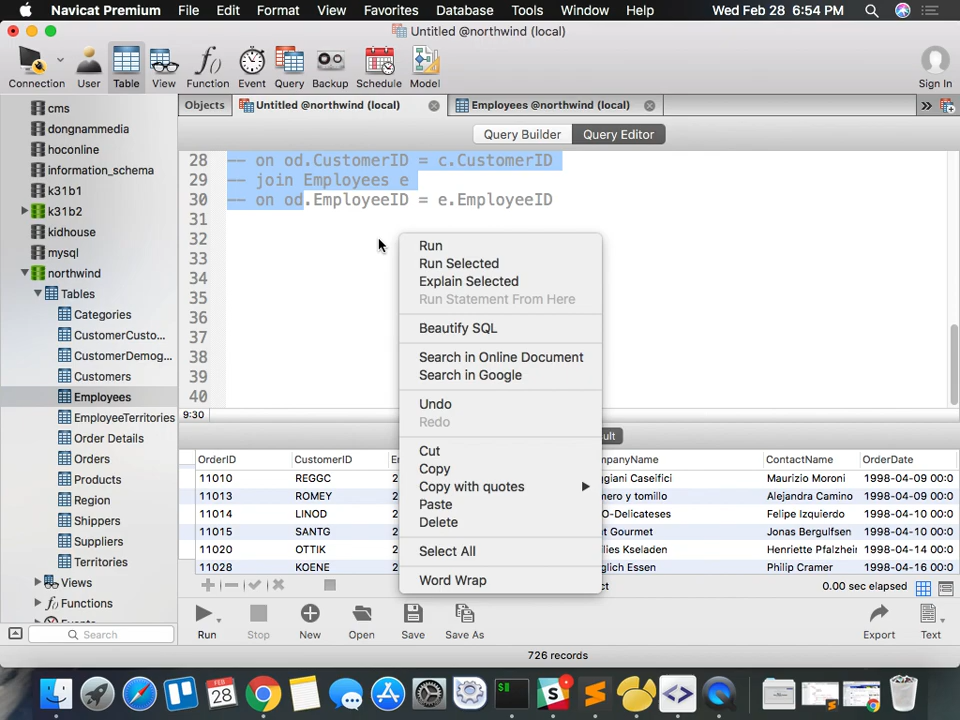 Navicat Premium File Edit Format View Favorites Database Tools Window Help Wed Feb 28 6:54 PM
Untitled @northwind (local)
Connection User Table View Function Event Query Backup Schedule Model Sign In
Objects Untitled @northwind (local) Employees @northwind (local)
Query Builder Query Editor
cms
dongnammedia
hoconline
information_schema
k31b1
k31b2
kidhouse
mysql
northwind
Tables
Categories
CustomerCusto...
CustomerDemog...
Customers
Employees
EmployeeTerritories
Order Details
Orders
Products
Region
Shippers
Suppliers
Territories
Views
Functions
Search
28 -- on od.CustomerID = c.CustomerID
29 -- join Employees e
30 -- on od.EmployeeID = e.EmployeeID
31
32
33
34
35
36
37
38
39
40
9:30
Run
Run Selected
Explain Selected
Run Statement From Here
Beautify SQL
Search in Online Document
Search in Google
Undo
Redo
Cut
Copy
Copy with quotes
Paste
Delete
Select All
Word Wrap
OrderID CustomerID ContactName OrderDate
11010 REGGC Caseifici Maurizio Moroni 1998-04-09 00:0
11013 ROMEY y tomillo Alejandra Camino 1998-04-09 00:0
11014 LINOD O-Delicateses Felipe Izquierdo 1998-04-10 00:0
11015 SANTG Gourmet Jonas Bergulfsen 1998-04-10 00:0
11020 OTTIK Kseladen Henriette Pfalzhei 1998-04-14 00:0
11028 KOENE Essen Philip Cramer 1998-04-16 00:0
0.00 sec elapsed
Run Stop New Open Save Save As Export Text
726 records
FEB
28